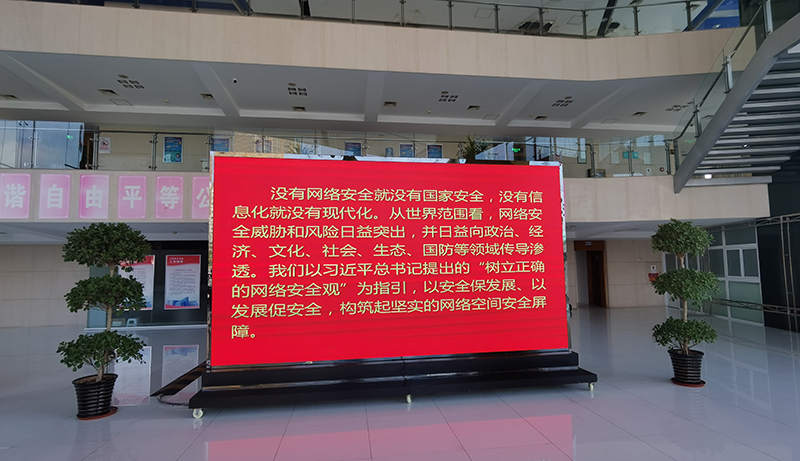 谐 自由 平等 公
没有网络安全就没有国家安全，没有信
息化就没有现代化。从世界范围看，网络安
全威胁和风险日益突出，并日益向政治、经
济、文化、社会、生态、国防等领域传导渗
透。我们以习近平总书记提出的“树立正确
的网络安全观”为指引，以安全保发展、以
发展促安全，构筑起坚实的网络空间安全屏
障。